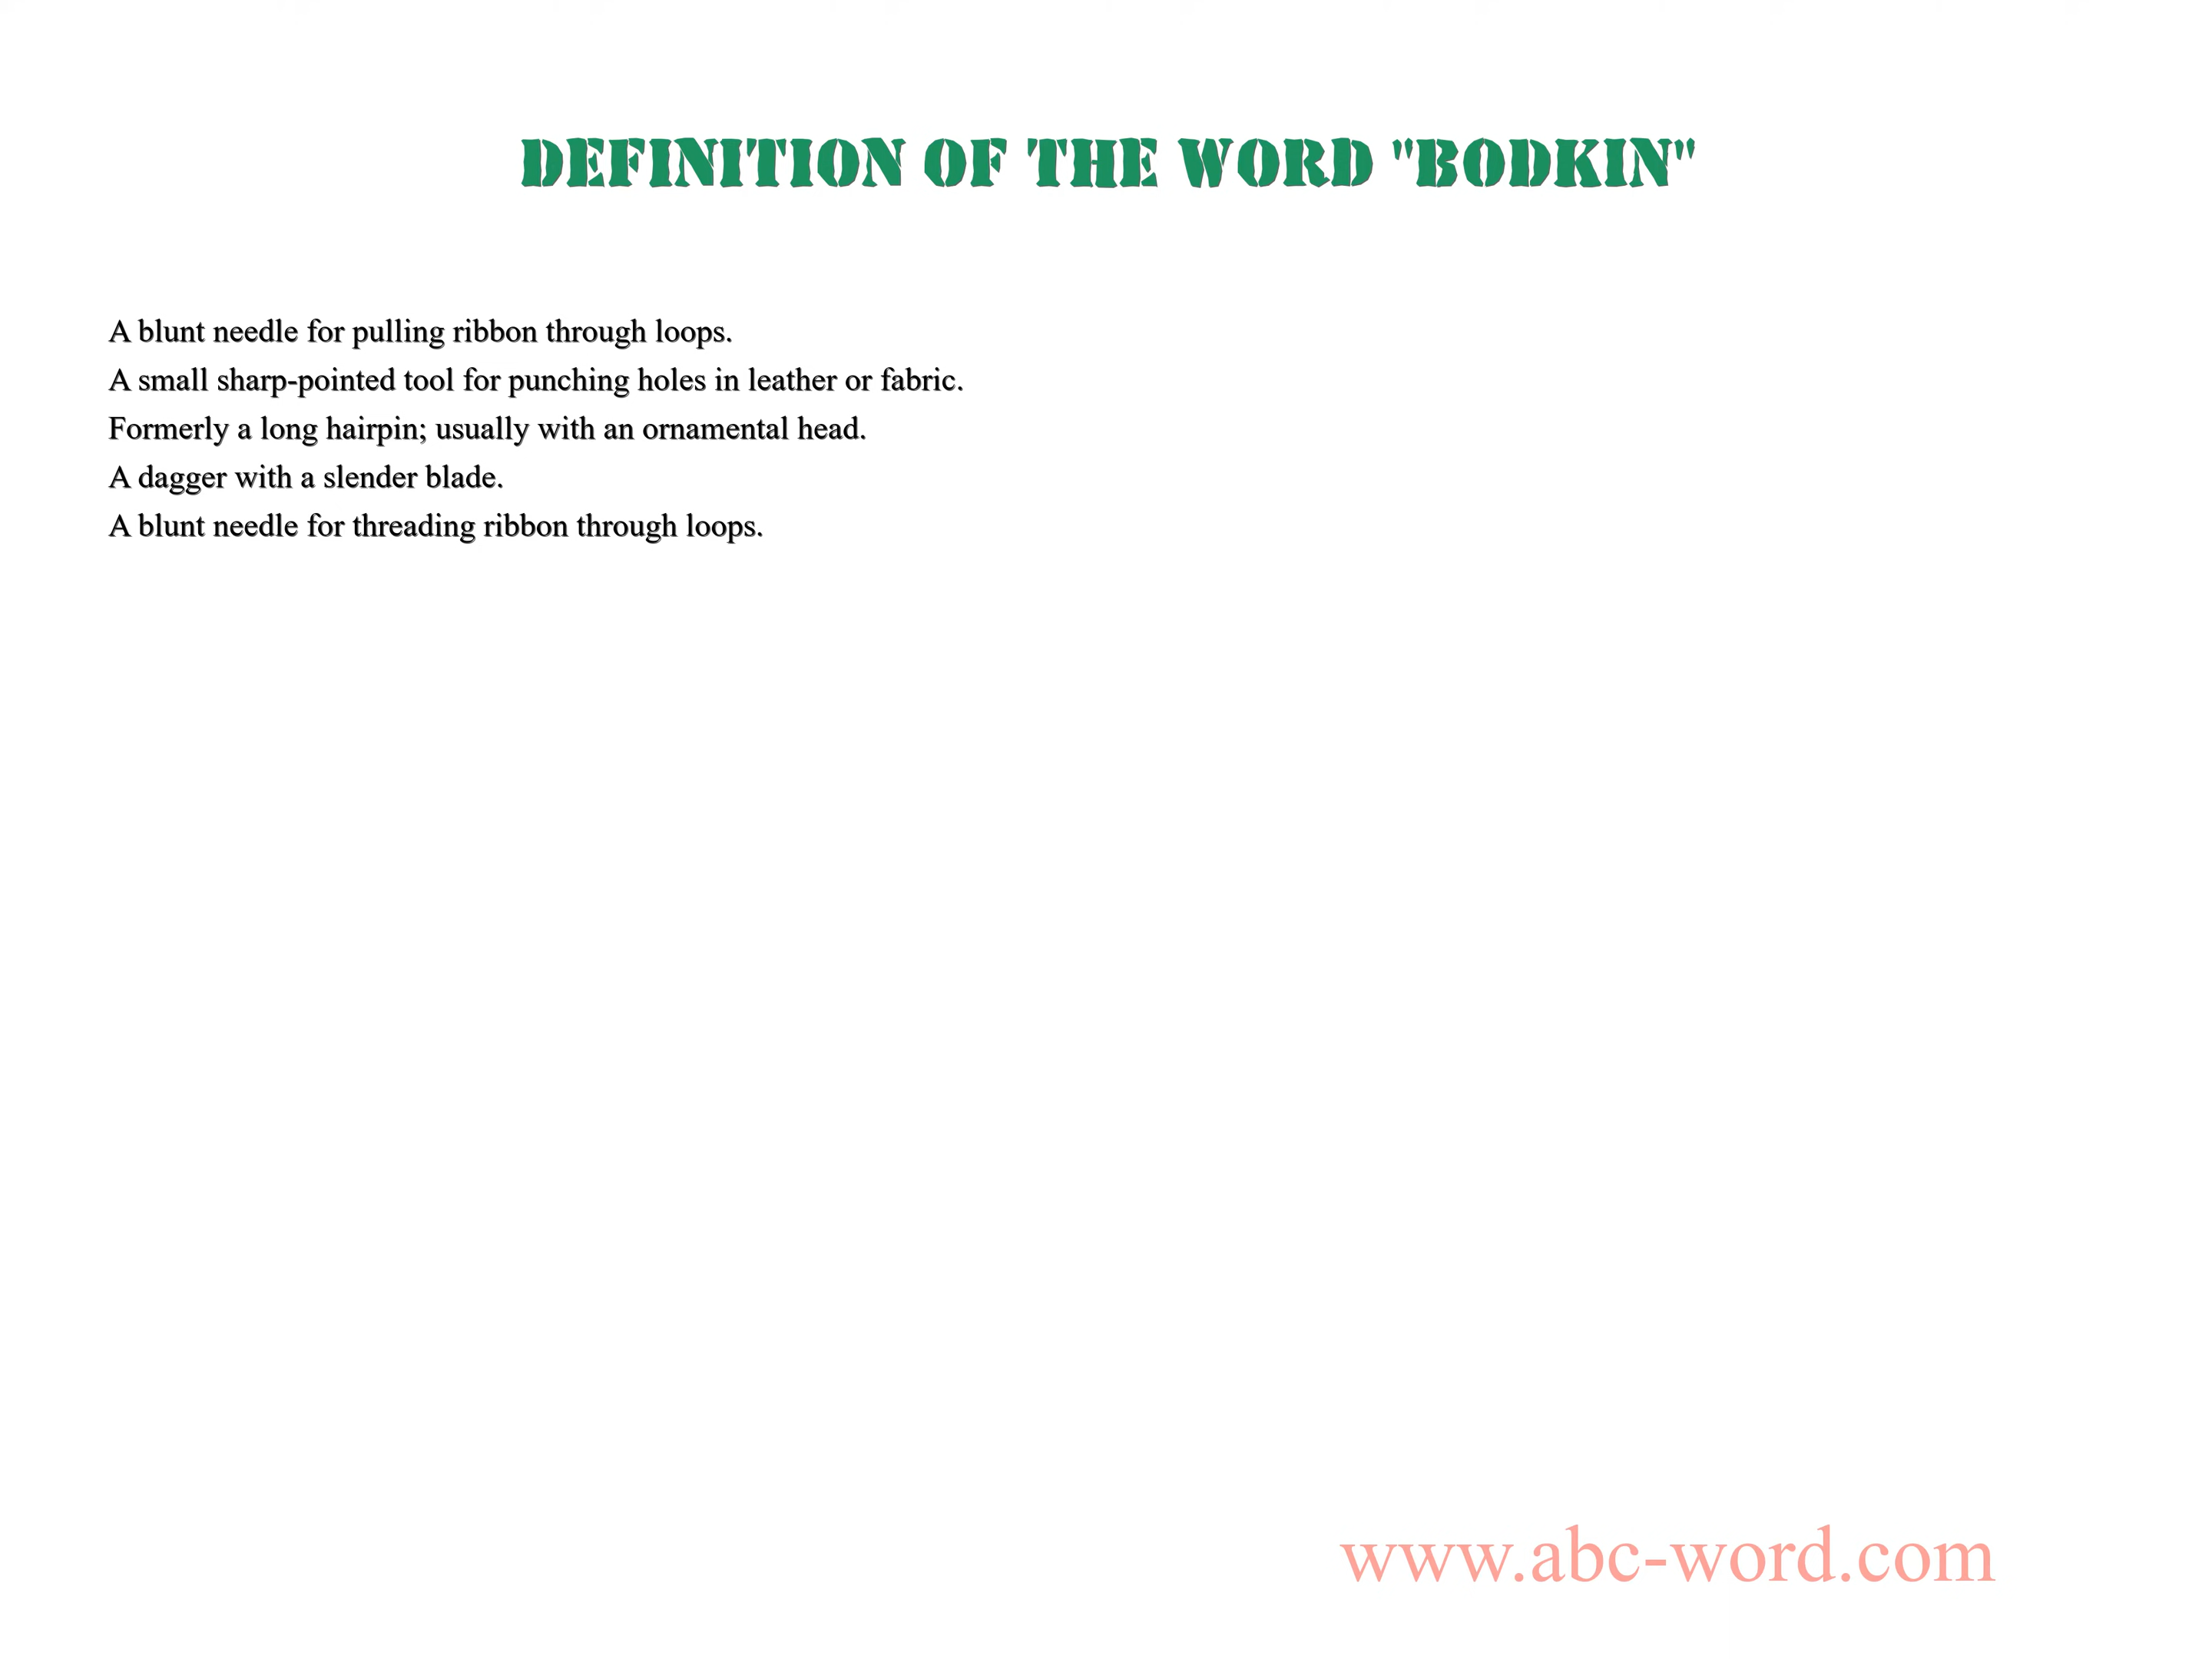 DEFINITION OF THE WORD "BODKIN"
A blunt needle for pulling ribbon through loops.
A small sharp-pointed tool for punching holes in leather or fabric.
Formerly a long hairpin; usually with an ornamental head.
A dagger with a slender blade.
A blunt needle for threading ribbon through loops.
www.abc-word.com